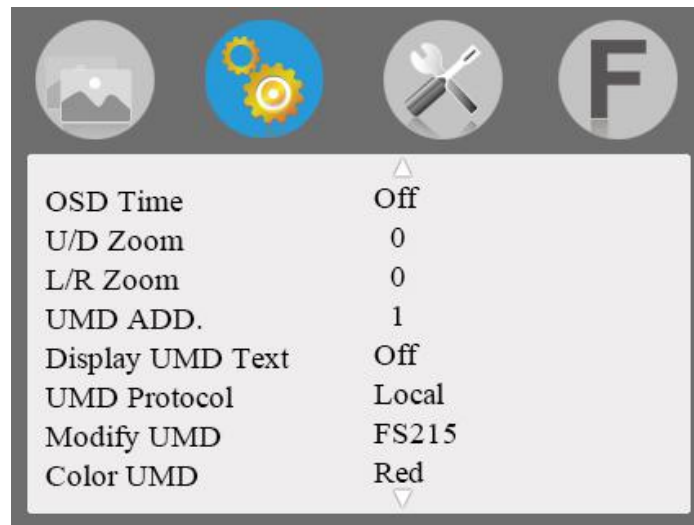 F
OSD Time Off
U/D Zoom 0
L/R Zoom 0
UMD ADD. 1
Display UMD Text Off
UMD Protocol Local
Modify UMD FS215
Color UMD Red